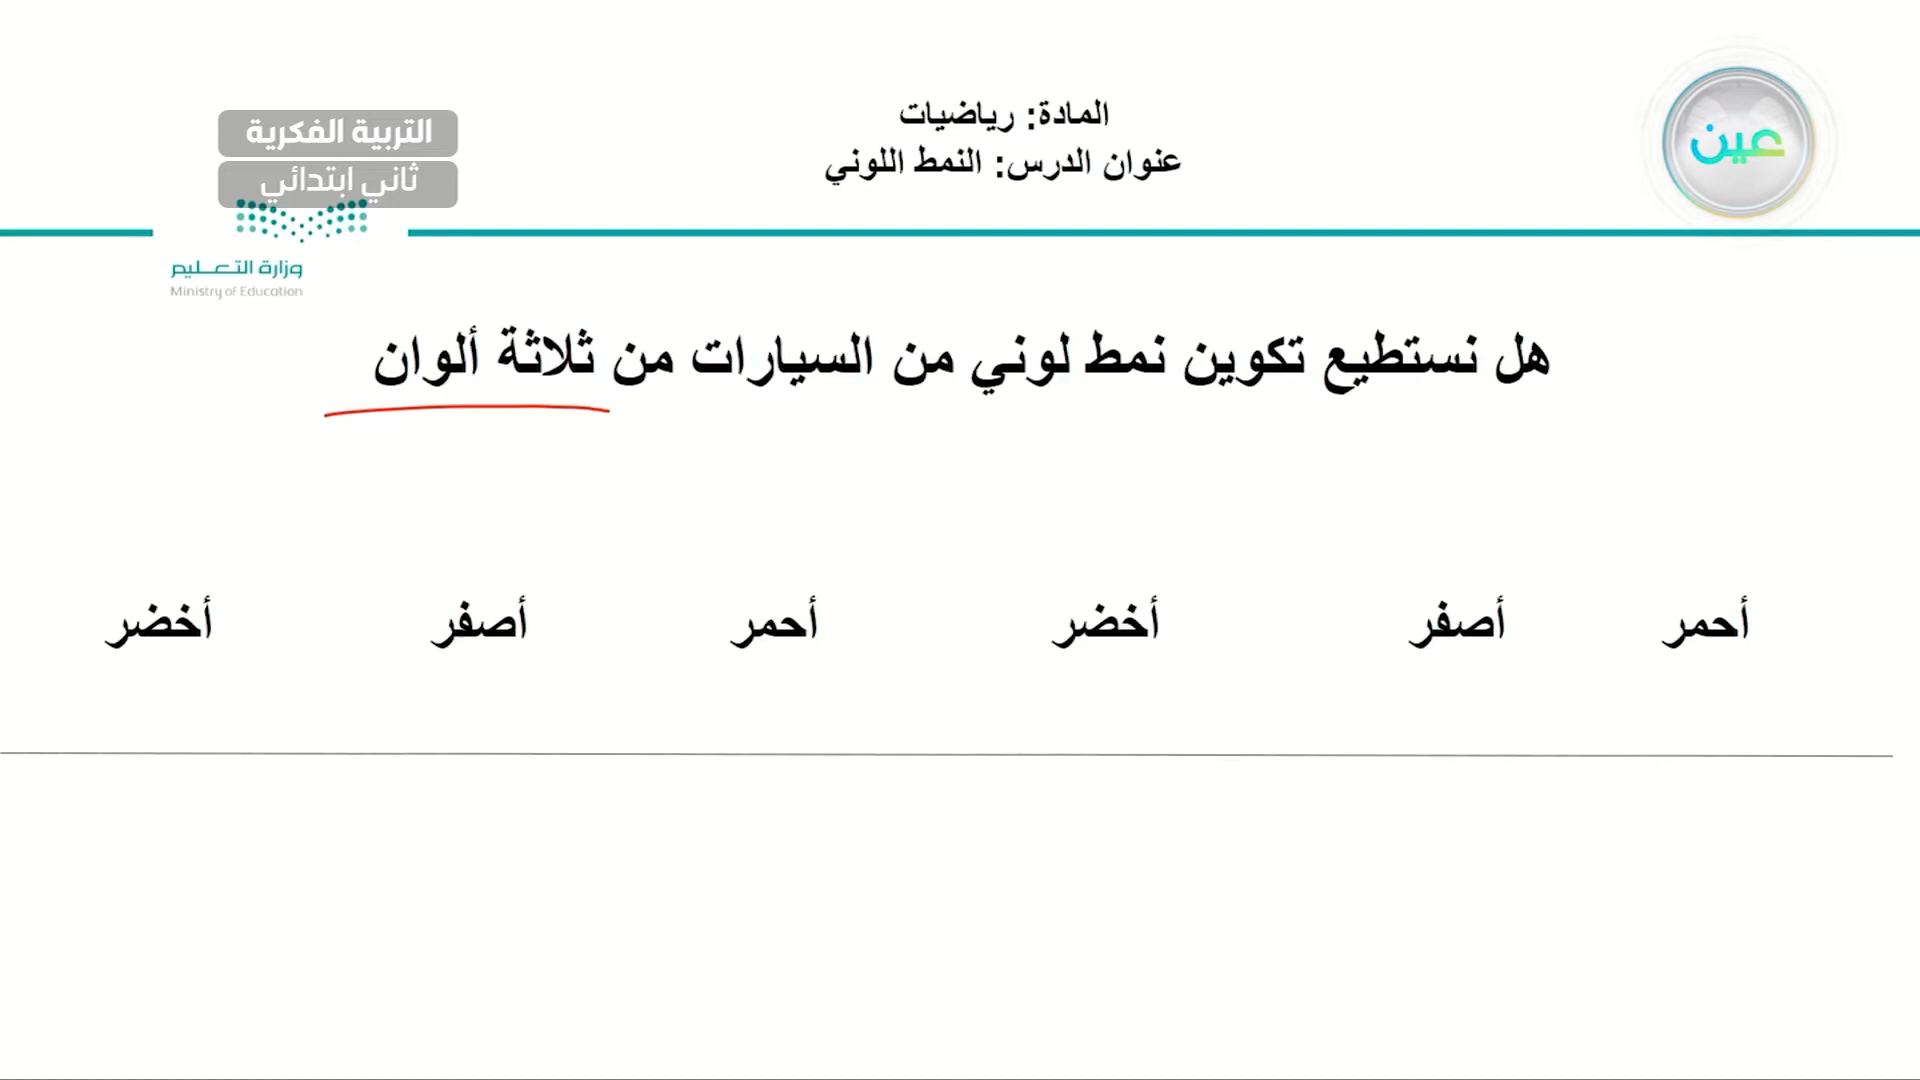 المادة: رياضيات
عنوان الدرس: النمط اللوني
عين
التربية الفكرية
ثاني ابتدائي
وزارة التعليم
Ministry of Education
هل نستطيع تكوين نمط لوني من السيارات من ثلاثة ألوان
أحمر أصفر أخضر أحمر أصفر أخضر